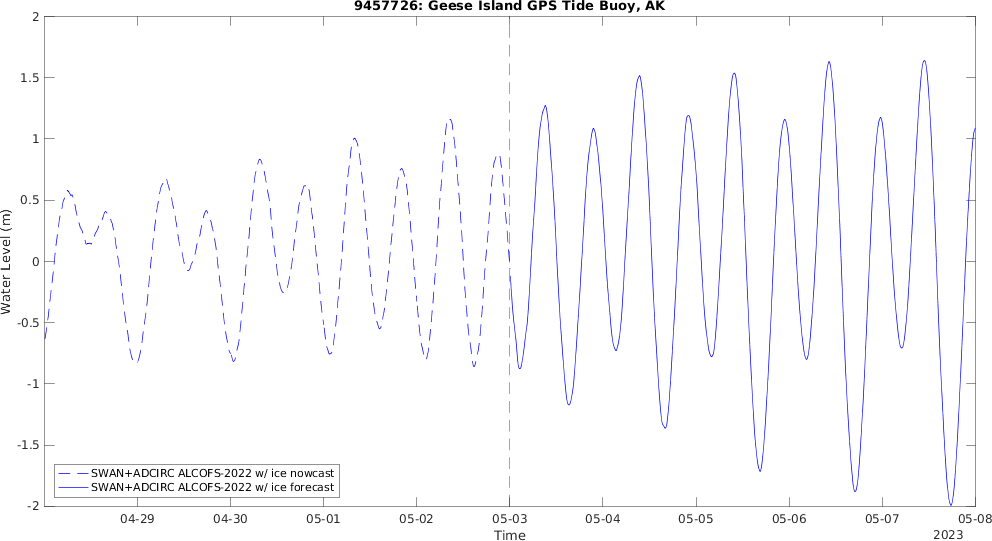 9457726: Geese Island GPS Tide Buoy, AK
Water Level (m)
2
1.5
1
0.5
0
-0.5
-1
-1.5
-2
SWAN+ADCIRC ALCOFS-2022 w/ ice nowcast
SWAN+ADCIRC ALCOFS-2022 w/ ice forecast
04-29 04-30 05-01 05-02 05-03 05-04 05-05 05-06 05-07 05-08
Time
2023